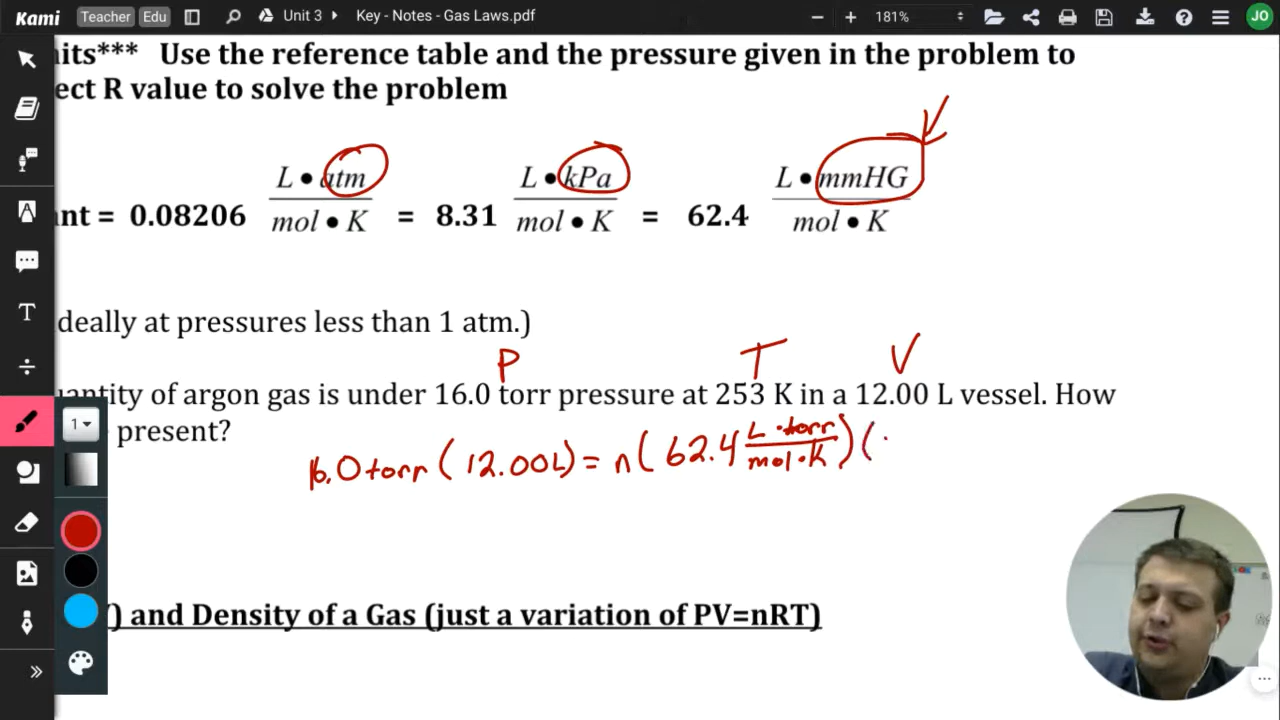 Kami Teacher Edu Unit 3 > Key - Notes - Gas Laws.pdf 181% JO
nits*** Use the reference table and the pressure given in the problem to
ect R value to solve the problem
ant = 0.08206 L • atm / mol • K = 8.31 L • kPa / mol • K = 62.4 L • mmHG / mol • K
deally at pressures less than 1 atm.)
P T V
uantity of argon gas is under 16.0 torr pressure at 253 K in a 12.00 L vessel. How
present?
16.0 torr (12.00L) = n (62.4 L·torr / mol·K) (
) and Density of a Gas (just a variation of PV=nRT)
1